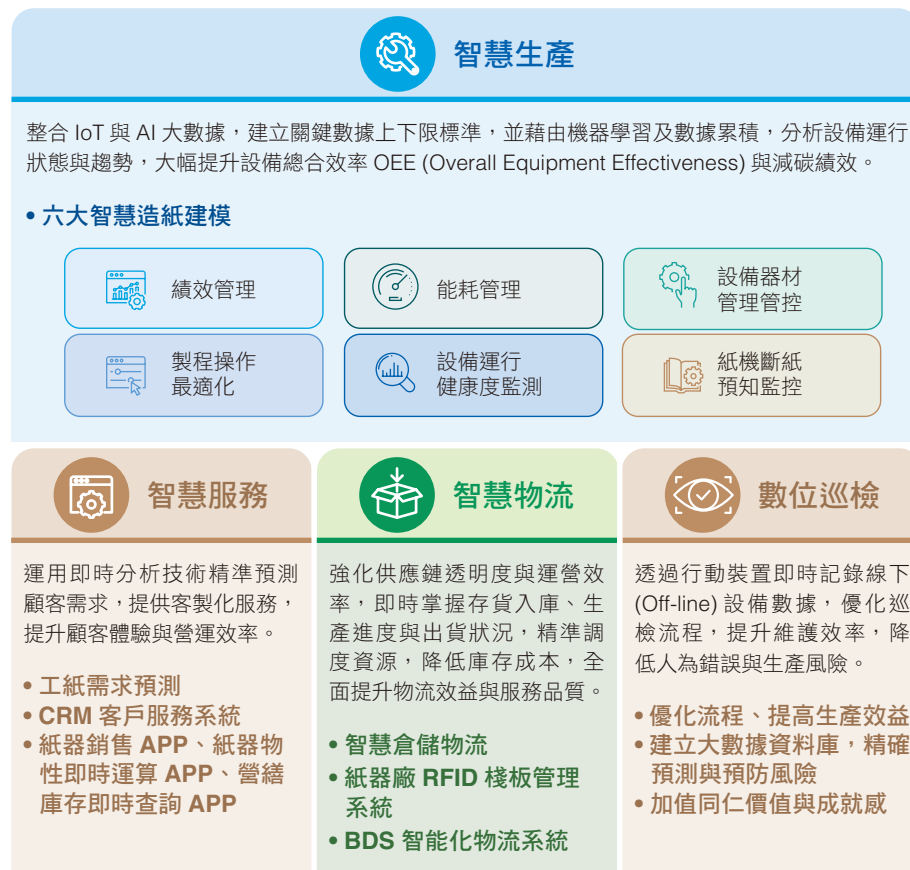 智慧生產
整合 IoT 與 AI 大數據，建立關鍵數據上下限標準，並藉由機器學習及數據累積，分析設備運行
狀態與趨勢，大幅提升設備總合效率 OEE (Overall Equipment Effectiveness) 與減碳績效。
• 六大智慧造紙建模
績效管理
能耗管理
設備器材
管理管控
製程操作
最適化
設備運行
健康度監測
紙機斷紙
預知監控
智慧服務
運用即時分析技術精準預測
顧客需求，提供客製化服務，
提升顧客體驗與營運效率。
• 工紙需求預測
• CRM 客戶服務系統
• 紙器銷售 APP、紙器物
性即時運算 APP、營繕
庫存即時查詢 APP
智慧物流
強化供應鏈透明度與運營效
率，即時掌握存貨入庫、生
產進度與出貨狀況，精準調
度資源，降低庫存成本，全
面提升物流效益與服務品質。
• 智慧倉儲物流
• 紙器廠 RFID 棧板管理
系統
• BDS 智能化物流系統
數位巡檢
透過行動裝置即時記錄線下
(Off-line) 設備數據，優化巡
檢流程，提升維護效率，降
低人為錯誤與生產風險。
• 優化流程、提高生產效益
• 建立大數據資料庫，精確
預測與預防風險
• 加值同仁價值與成就感